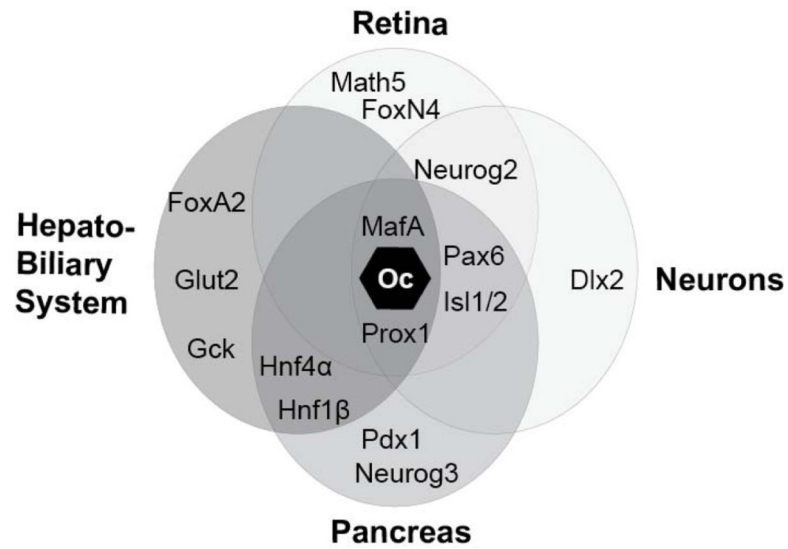 Retina
Math5
FoxN4
Neurog2
FoxA2
MafA
Hepato-
Biliary
System
Pax6
Oc
Glut2
Dlx2
Neurons
Isl1/2
Prox1
Gck
Hnf4α
Hnf1β
Pdx1
Neurog3
Pancreas